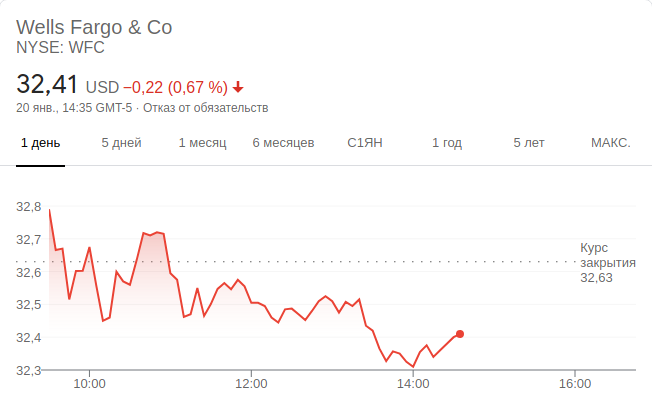 Wells Fargo & Co
NYSE: WFC
32,41 USD −0,22 (0,67 %)
20 янв., 14:35 GMT-5 · Отказ от обязательств
1 день 5 дней 1 месяц 6 месяцев С1ЯН 1 год 5 лет МАКС.
32,8
32,7
Курс
закрытия
32,63
32,6
32,5
32,4
32,3
10:00 12:00 14:00 16:00